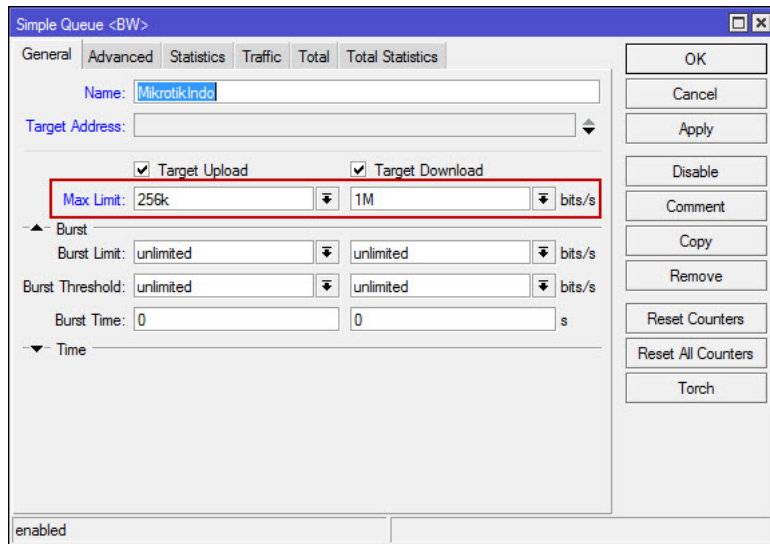 Simple Queue <BW>
General Advanced Statistics Traffic Total Total Statistics
Name: MikrotikIndo
Target Address:
Target Upload Target Download
Max Limit: 256k 1M bits/s
Burst
Burst Limit: unlimited unlimited bits/s
Burst Threshold: unlimited unlimited bits/s
Burst Time: 0 0 s
Time
OK
Cancel
Apply
Disable
Comment
Copy
Remove
Reset Counters
Reset All Counters
Torch
enabled